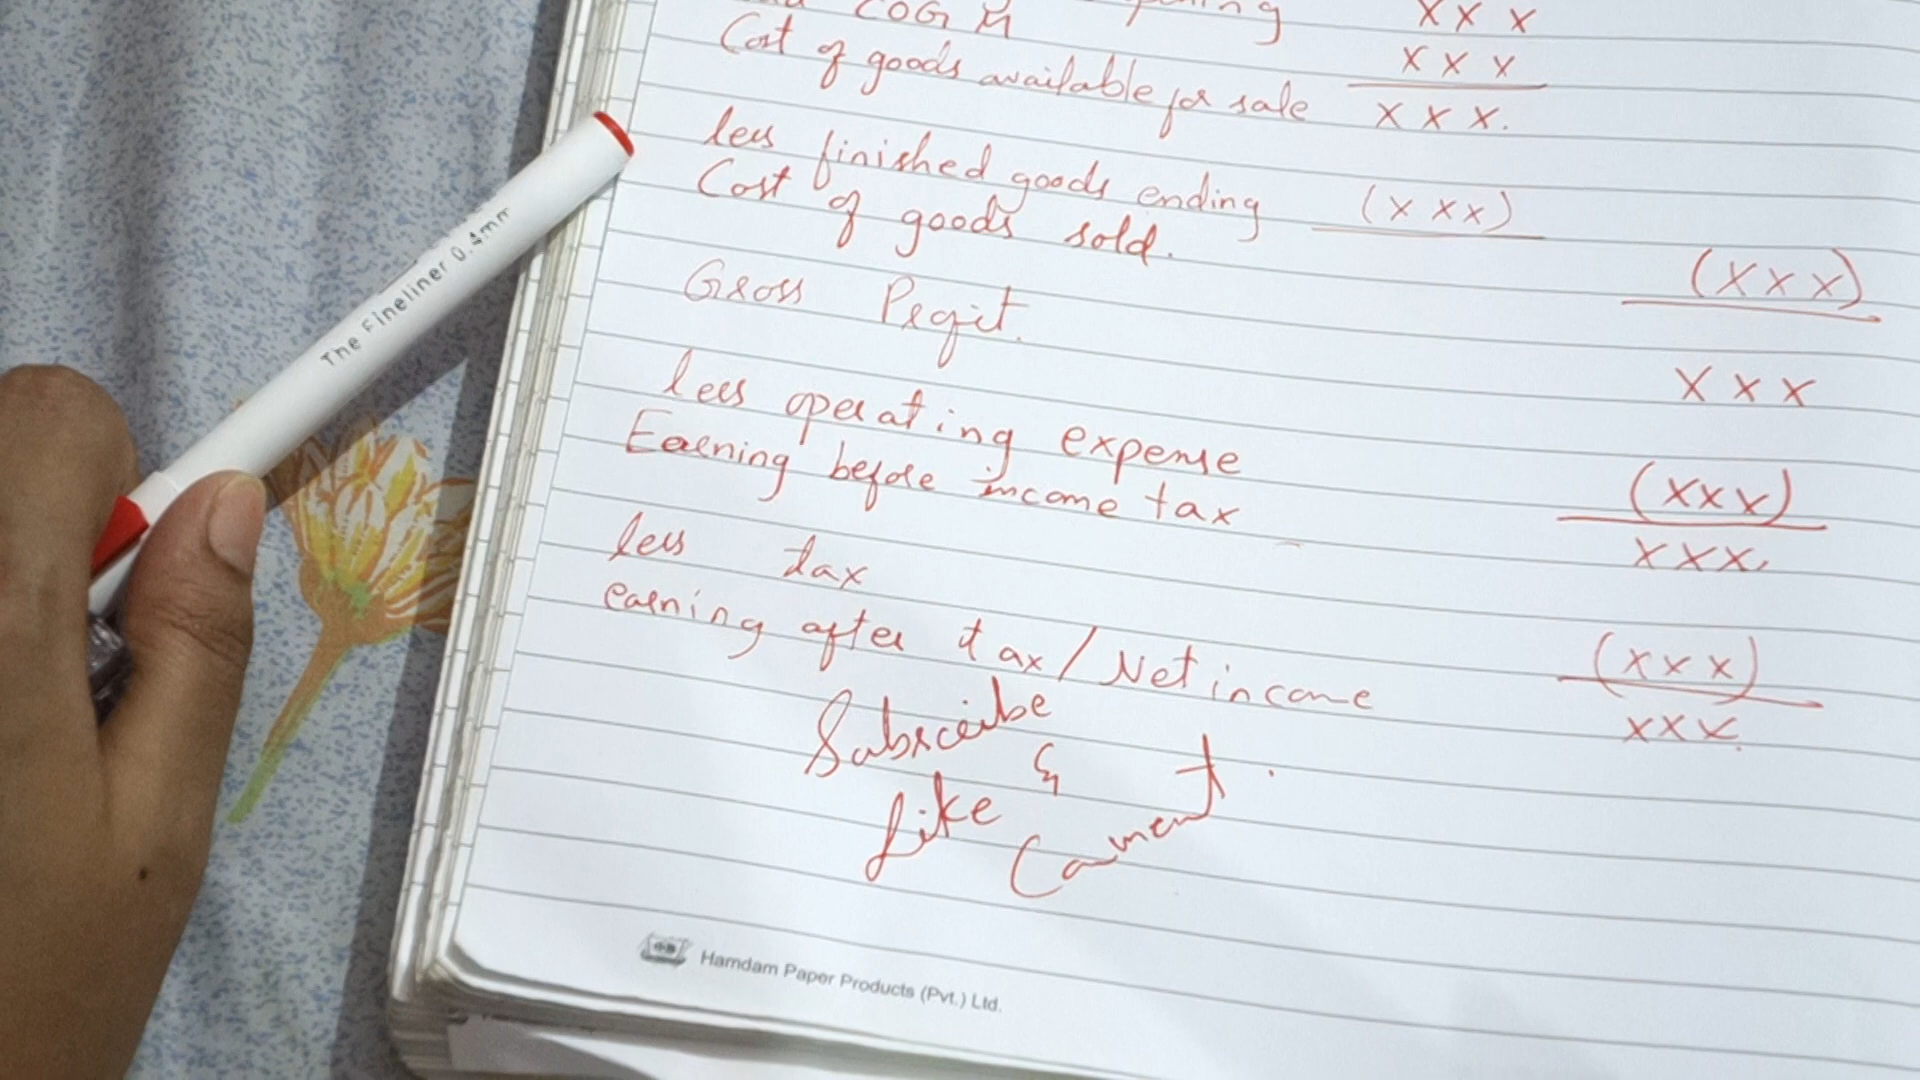 COGM XXX
Cost of goods available for sale XXX
XXX.
less finished goods ending (XXX)
Cost of goods sold. (XXX)
Gross Profit. XXX
less operating expense (XXX)
Earning before income tax XXX.
less tax (XXX)
earning after tax/Net income XXX.
Subscribe
&
Like Comment.
The Fineliner 0.4mm
Hamdam Paper Products (Pvt.) Ltd.